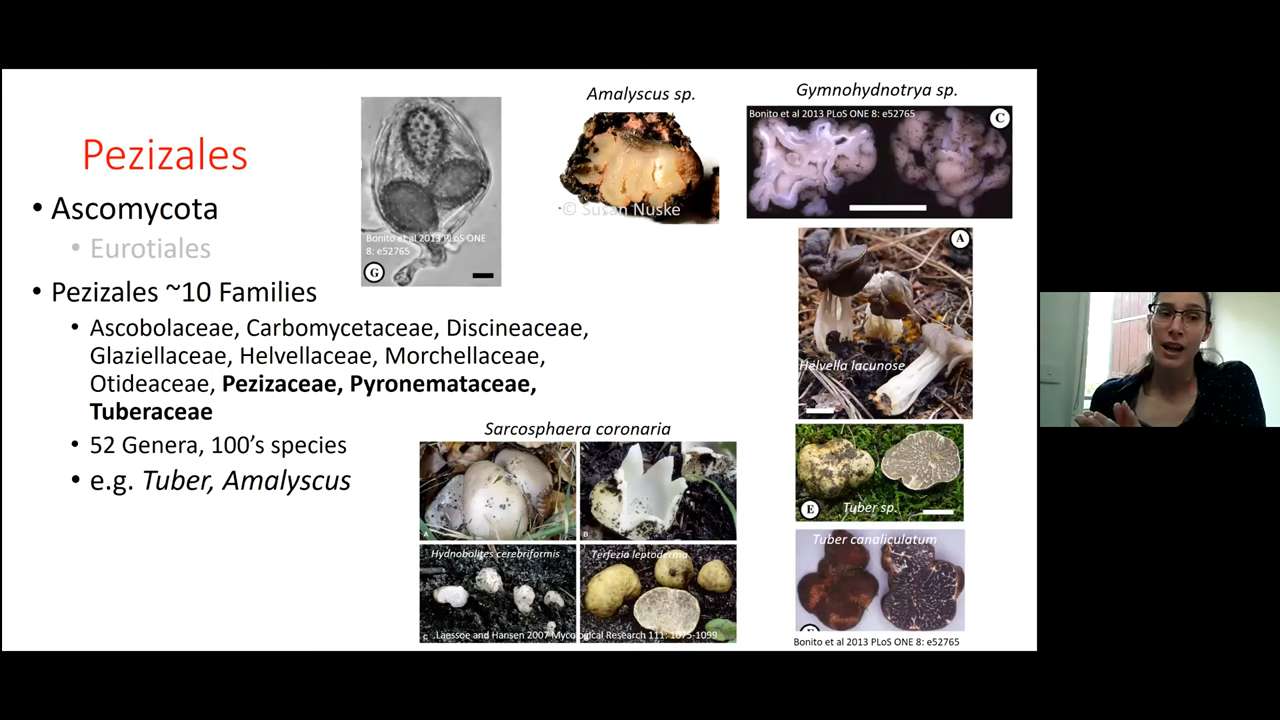 Pezizales
• Ascomycota
• Eurotiales
• Pezizales ~10 Families
• Ascobolaceae, Carbomycetaceae, Discineaceae,
Glaziellaceae, Helvellaceae, Morchellaceae,
Otideaceae, Pezizaceae, Pyronemataceae,
Tuberaceae
• 52 Genera, 100's species
• e.g. Tuber, Amalyscus
Bonito et al 2013 PLoS ONE
8: e52765
G
Amalyscus sp.
© Susan Nuske
Gymnohydnotrya sp.
Bonito et al 2013 PLoS ONE 8: e52765
C
A
Helvella lacunose
Sarcosphaera coronaria
A
B
Hydnobolites cerebriformis
Terfezia leptoderma
C
Laessoe and Hansen 2007 Mycological Research 111: 1075-1099
E
Tuber sp.
Tuber canaliculatum
Bonito et al 2013 PLoS ONE 8: e52765